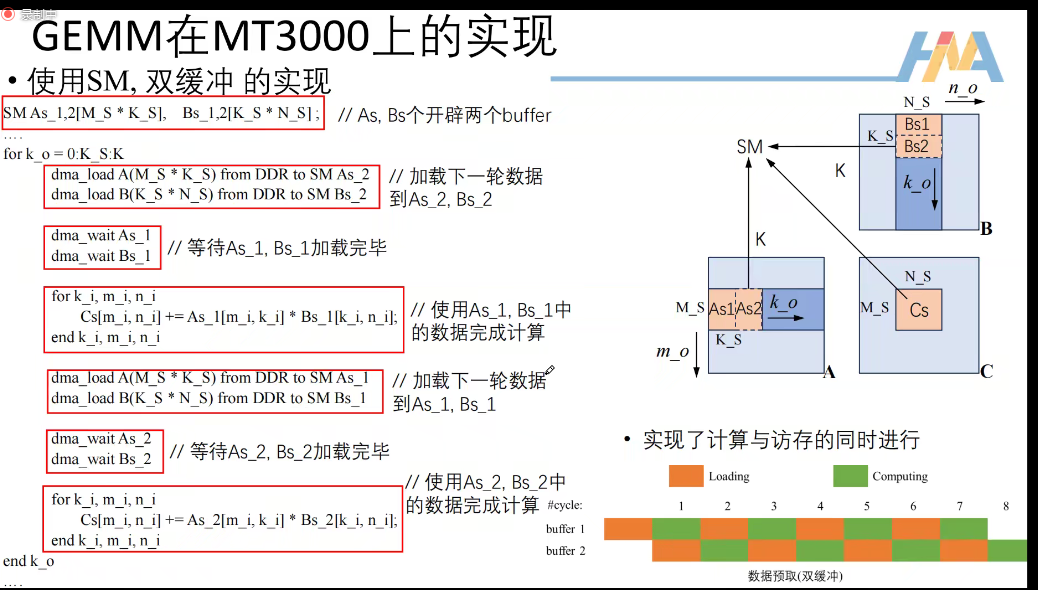 录制中
GEMM在MT3000上的实现
HMA
• 使用SM, 双缓冲 的实现
SM As_1,2[M_S * K_S], Bs_1,2[K_S * N_S] ; // As, Bs个开辟两个buffer
....
for k_o = 0:K_S:K
dma_load A(M_S * K_S) from DDR to SM As_2
dma_load B(K_S * N_S) from DDR to SM Bs_2
// 加载下一轮数据
到As_2, Bs_2
dma_wait As_1
dma_wait Bs_1
// 等待As_1, Bs_1加载完毕
for k_i, m_i, n_i
Cs[m_i, n_i] += As_1[m_i, k_i] * Bs_1[k_i, n_i];
end k_i, m_i, n_i
// 使用As_1, Bs_1中
的数据完成计算
dma_load A(M_S * K_S) from DDR to SM As_1
dma_load B(K_S * N_S) from DDR to SM Bs_1
// 加载下一轮数据
到As_1, Bs_1
dma_wait As_2
dma_wait Bs_2
// 等待As_2, Bs_2加载完毕
for k_i, m_i, n_i
Cs[m_i, n_i] += As_2[m_i, k_i] * Bs_2[k_i, n_i];
end k_i, m_i, n_i
// 使用As_2, Bs_2中
的数据完成计算
end k_o
....
N_S n_o
Bs1
K_S Bs2
SM
K
k_o
B
K
M_S As1 As2 k_o
K_S
m_o
A
N_S
M_S Cs
C
• 实现了计算与访存的同时进行
Loading Computing
#cycle: 1 2 3 4 5 6 7 8
buffer 1
buffer 2
数据预取(双缓冲)